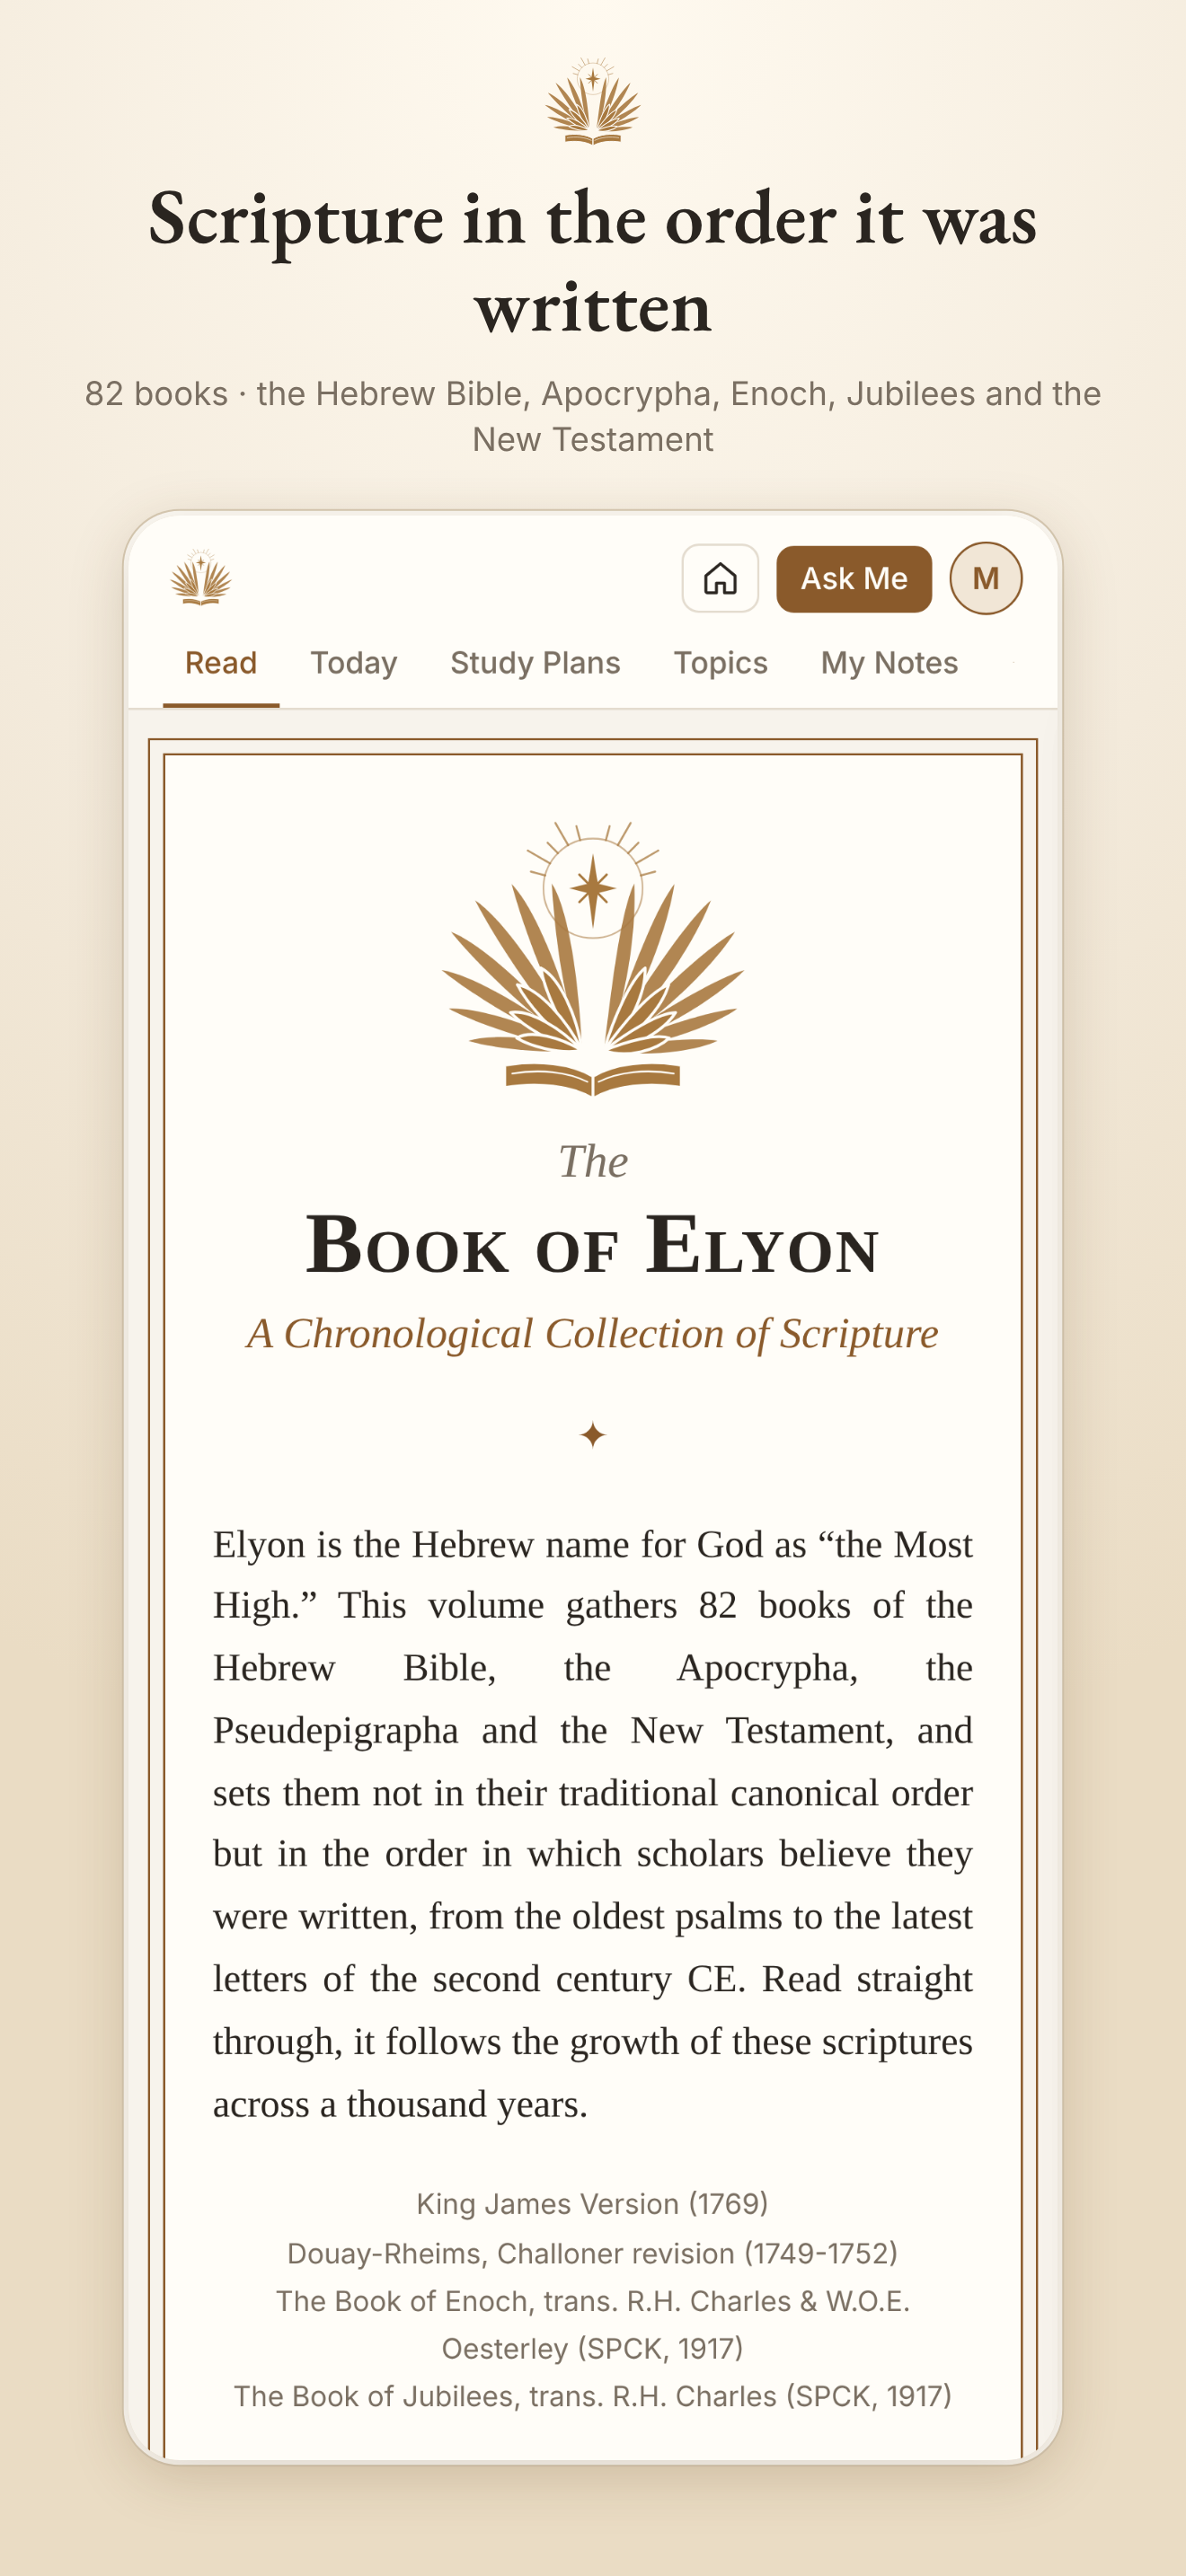 Scripture in the order it was
written
82 books · the Hebrew Bible, Apocrypha, Enoch, Jubilees and the
New Testament
Ask Me
M
Read
Today
Study Plans
Topics
My Notes
The
Book of Elyon
A Chronological Collection of Scripture
Elyon is the Hebrew name for God as “the Most
High.” This volume gathers 82 books of the
Hebrew Bible, the Apocrypha, the
Pseudepigrapha and the New Testament, and
sets them not in their traditional canonical order
but in the order in which scholars believe they
were written, from the oldest psalms to the latest
letters of the second century CE. Read straight
through, it follows the growth of these scriptures
across a thousand years.
King James Version (1769)
Douay-Rheims, Challoner revision (1749-1752)
The Book of Enoch, trans. R.H. Charles & W.O.E.
Oesterley (SPCK, 1917)
The Book of Jubilees, trans. R.H. Charles (SPCK, 1917)